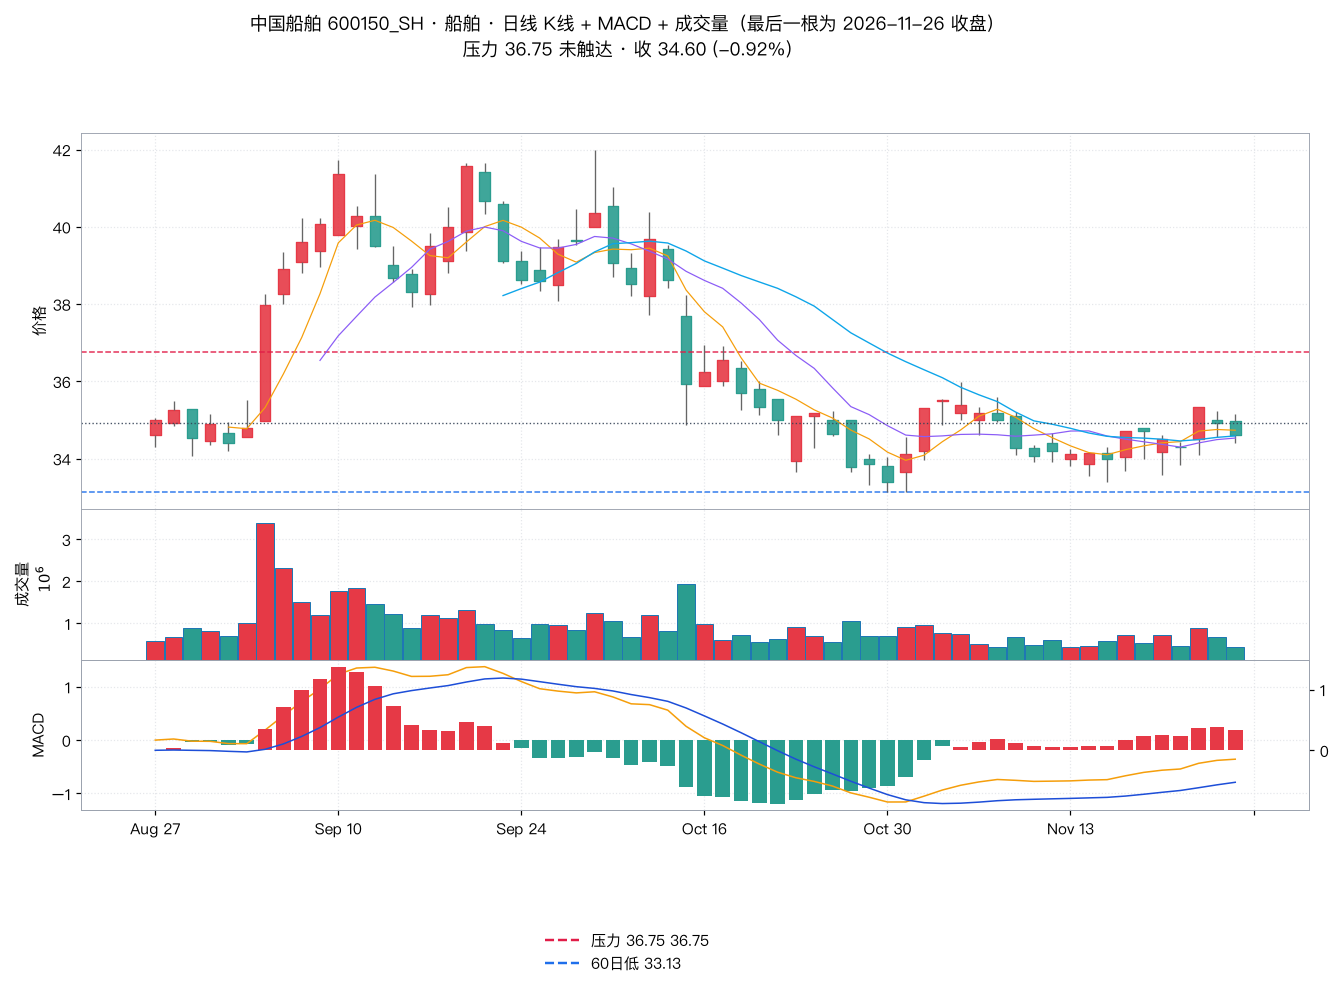 中国船舶 600150_SH · 船舶 · 日线 K线 + MACD + 成交量（最后一根为 2026−11−26 收盘）
压力 36.75 未触达 · 收 34.60 (−0.92%)
价格
42
40
38
36
34
成交量
10⁶
3
2
1
MACD
1
0
−1
1
0
Aug 27
Sep 10
Sep 24
Oct 16
Oct 30
Nov 13
压力 36.75 36.75
60日低 33.13